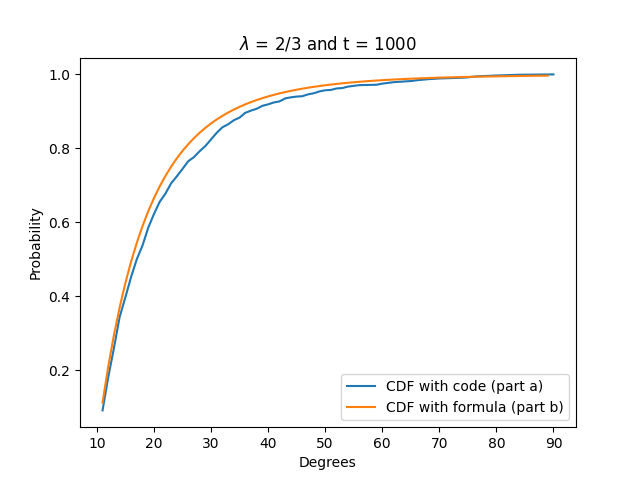 λ = 2/3 and t = 1000
1.0
0.8
0.6
0.4
0.2
Probability
10 20 30 40 50 60 70 80 90
Degrees
CDF with code (part a)
CDF with formula (part b)